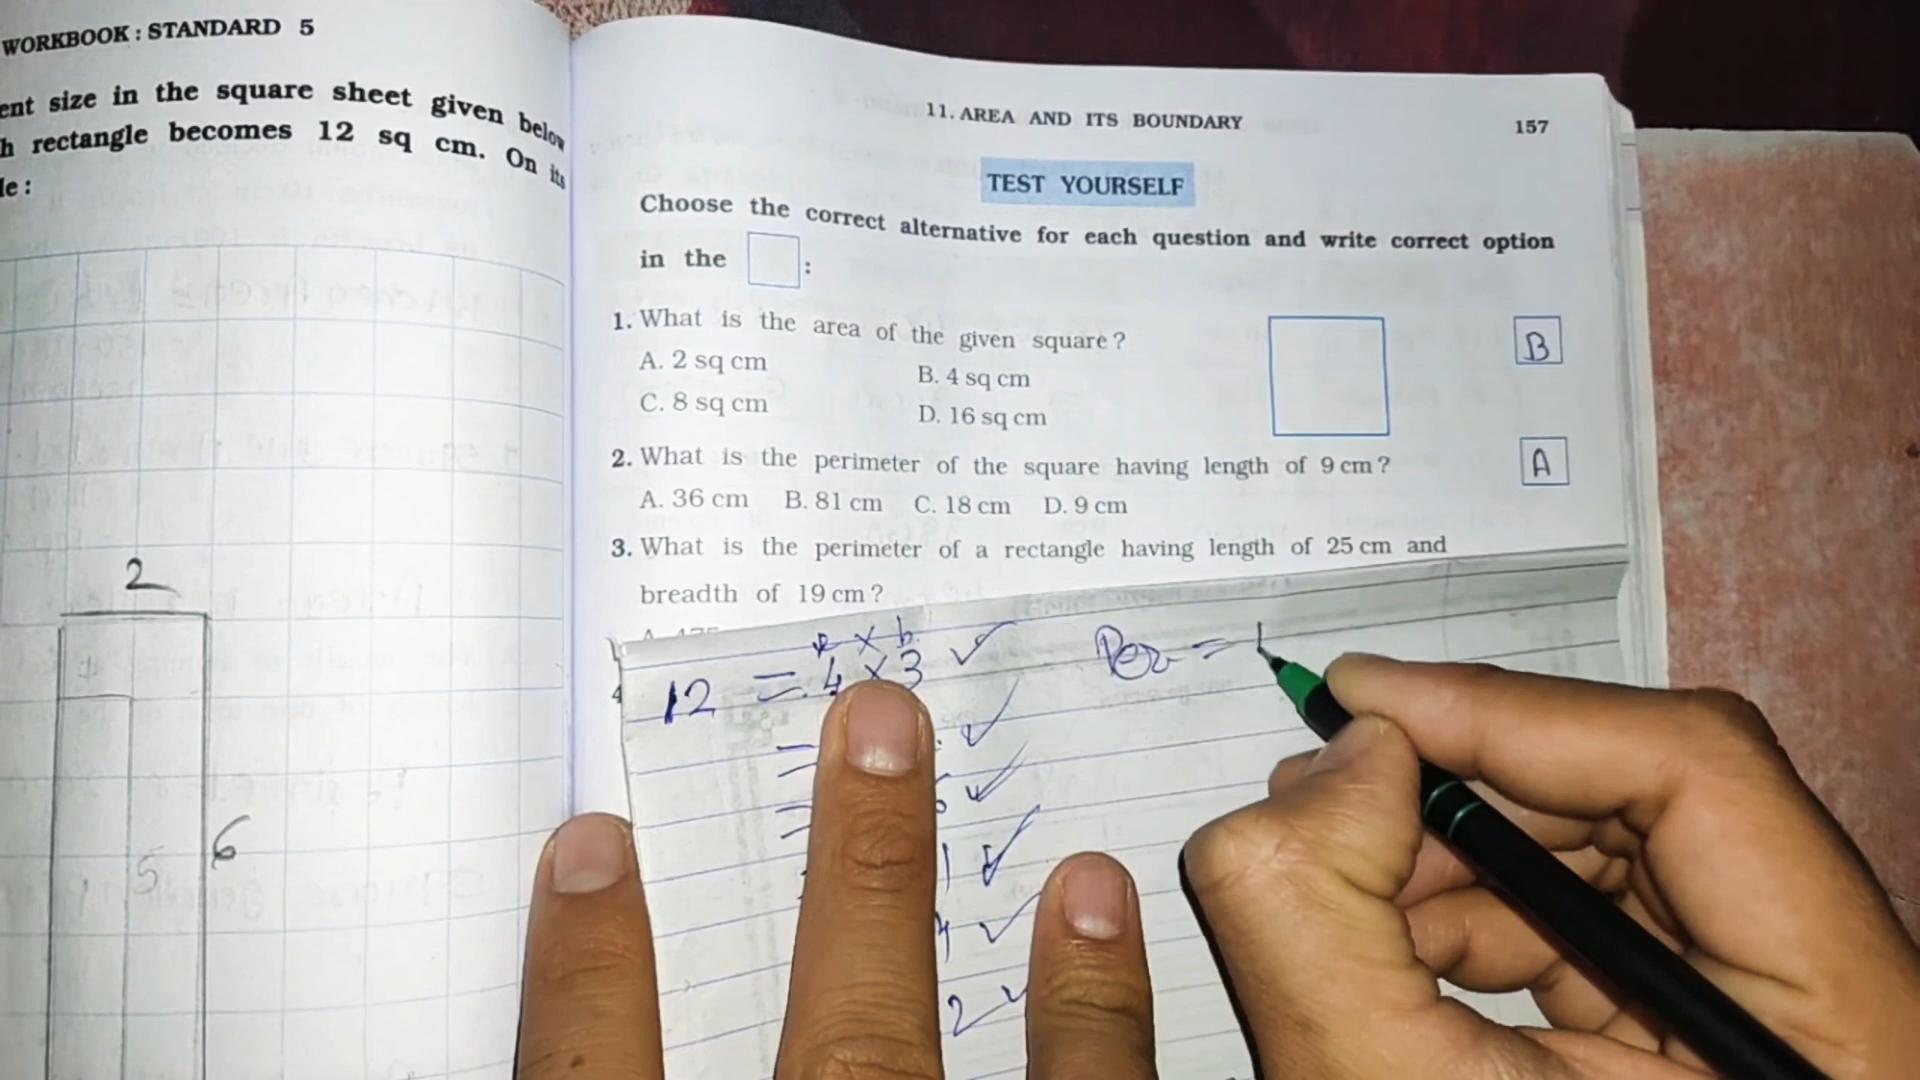 WORKBOOK : STANDARD 5
ent size in the square sheet given below
h rectangle becomes 12 sq cm. On its
le :
2
5
6
11. AREA AND ITS BOUNDARY
157
TEST YOURSELF
Choose the correct alternative for each question and write correct option
in the :
1. What is the area of the given square ?
B
A. 2 sq cm B. 4 sq cm
C. 8 sq cm D. 16 sq cm
2. What is the perimeter of the square having length of 9 cm ?
A
A. 36 cm B. 81 cm C. 18 cm D. 9 cm
3. What is the perimeter of a rectangle having length of 25 cm and
breadth of 19 cm ?
4
× b
12 = 4 × 3 ✓
=
=
1
2
Per =